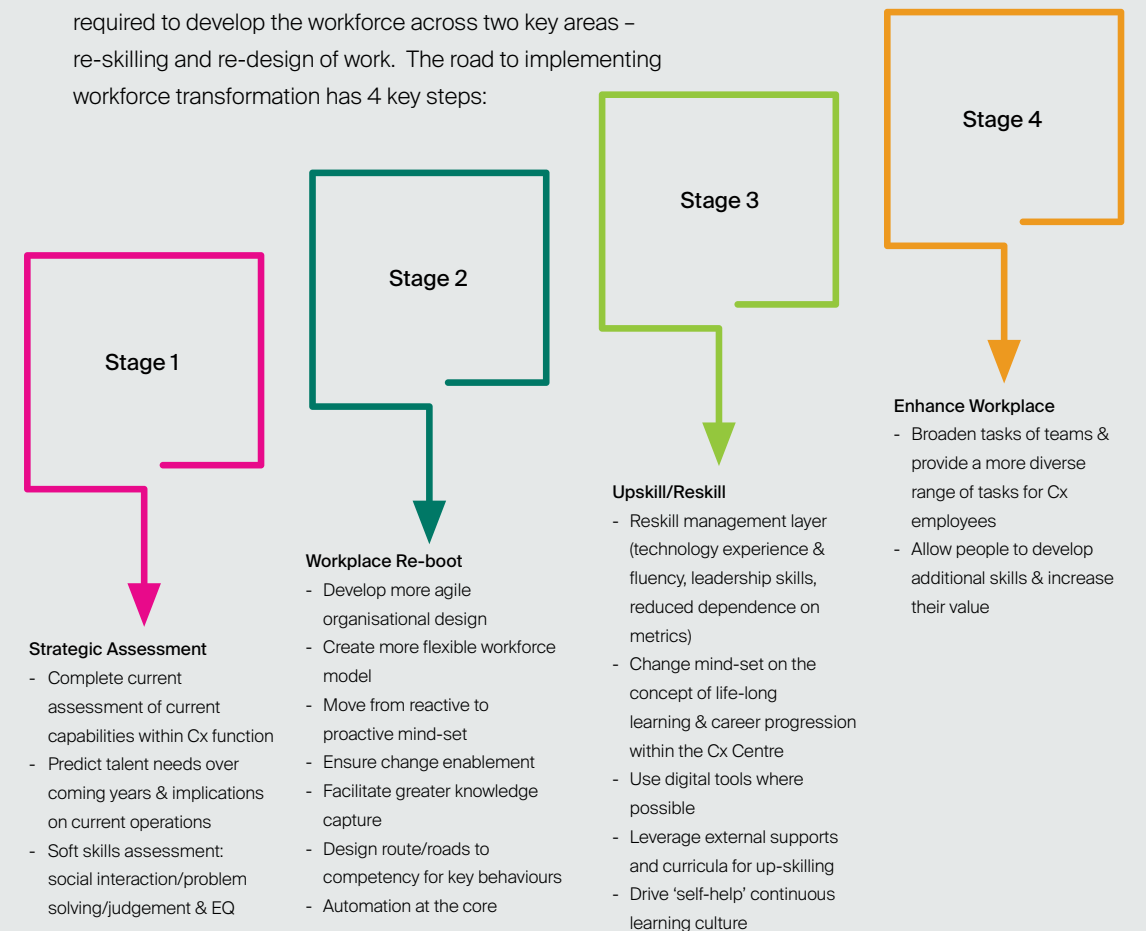 required to develop the workforce across two key areas –
re-skilling and re-design of work.  The road to implementing
workforce transformation has 4 key steps:
Stage 1
Strategic Assessment
- Complete current
assessment of current
capabilities within Cx function
- Predict talent needs over
coming years & implications
on current operations
- Soft skills assessment:
social interaction/problem
solving/judgement & EQ
Stage 2
Workplace Re-boot
- Develop more agile
organisational design
- Create more flexible workforce
model
- Move from reactive to
proactive mind-set
- Ensure change enablement
- Facilitate greater knowledge
capture
- Design route/roads to
competency for key behaviours
- Automation at the core
Stage 3
Upskill/Reskill
- Reskill management layer
(technology experience &
fluency, leadership skills,
reduced dependence on
metrics)
- Change mind-set on the
concept of life-long
learning & career progression
within the Cx Centre
- Use digital tools where
possible
- Leverage external supports
and curricula for up-skilling
- Drive ‘self-help’ continuous
learning culture
Stage 4
Enhance Workplace
- Broaden tasks of teams &
provide a more diverse
range of tasks for Cx
employees
- Allow people to develop
additional skills & increase
their value